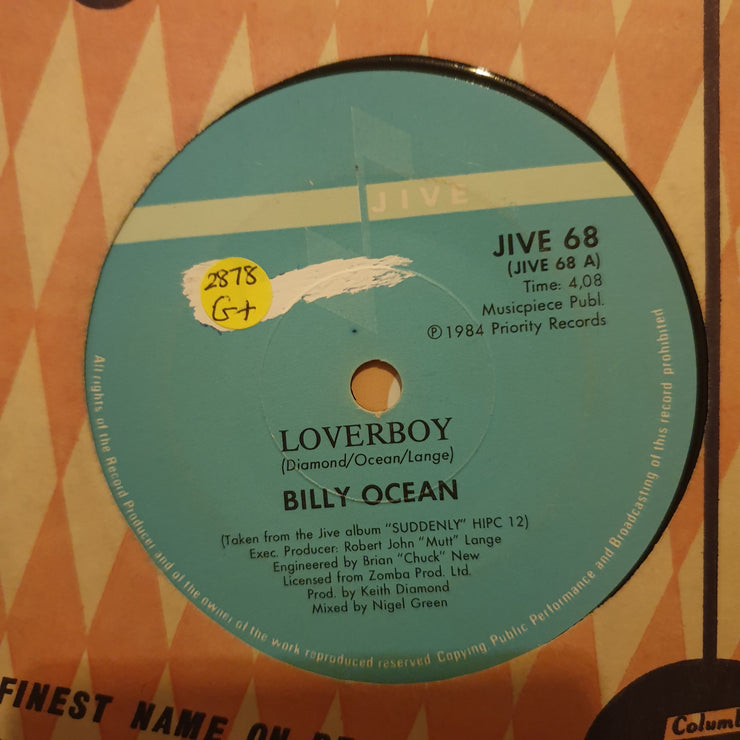 JIVE
JIVE 68
(JIVE 68 A)
Time: 4,08
Musicpiece Publ.
℗ 1984 Priority Records
2878
G+
LOVERBOY
(Diamond/Ocean/Lange)
BILLY OCEAN
(Taken from the Jive album "SUDDENLY" HIPC 12)
Exec. Producer: Robert John "Mutt" Lange
Engineered by Brian "Chuck" New
Licensed from Zomba Prod. Ltd.
Prod. by Keith Diamond
Mixed by Nigel Green
All rights of the Record Producer and of the owner of the work reproduced reserved Copying Public Performance and Broadcasting of this record prohibited
FINEST NAME ON